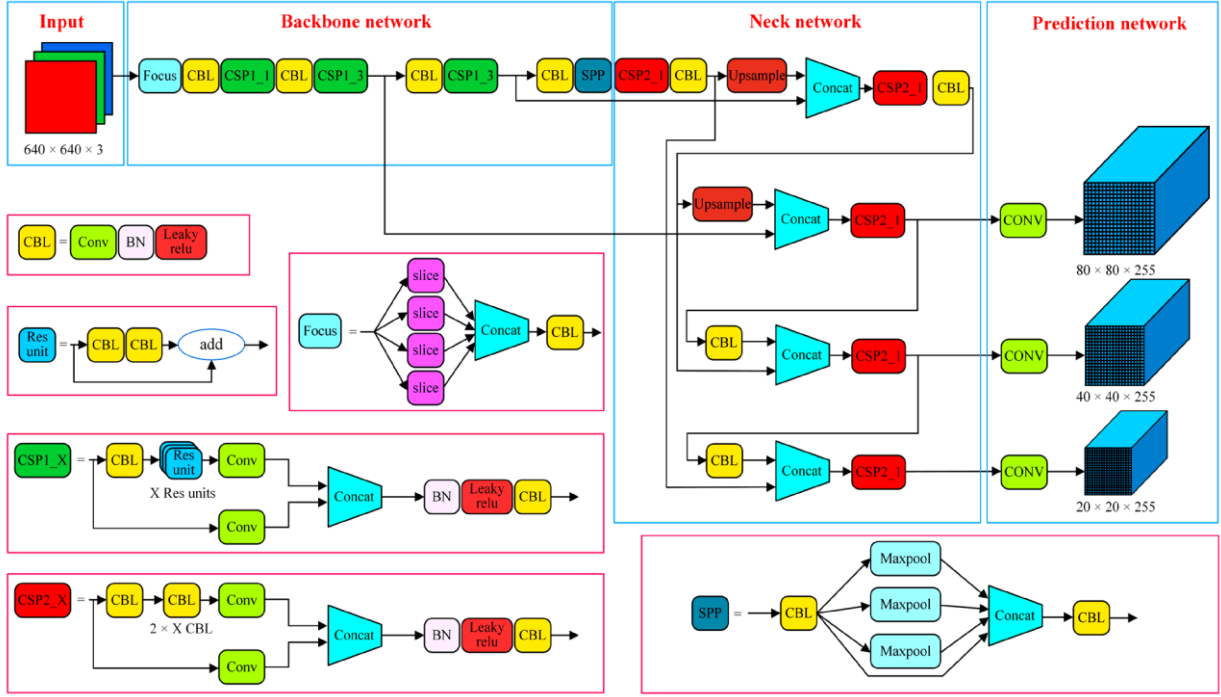 Input
Backbone network
Neck network
Prediction network
640 × 640 × 3
Focus CBL CSP1_1 CBL CSP1_3 CBL CSP1_3 CBL SPP CSP2_1 CBL Upsample Concat CSP2_1 CBL
Upsample Concat CSP2_1 CONV
80 × 80 × 255
CBL Concat CSP2_1 CONV
40 × 40 × 255
CBL Concat CSP2_1 CONV
20 × 20 × 255
CBL = Conv BN Leaky
relu
Res
unit
= CBL CBL add
Focus =
slice
slice
slice
slice
Concat CBL
CSP1_X = CBL Res
unit
Conv
X Res units
Conv
Concat BN Leaky
relu
CBL
CSP2_X = CBL CBL Conv
2 × X CBL
Conv
Concat BN Leaky
relu
CBL
SPP = CBL
Maxpool
Maxpool
Maxpool
Concat CBL